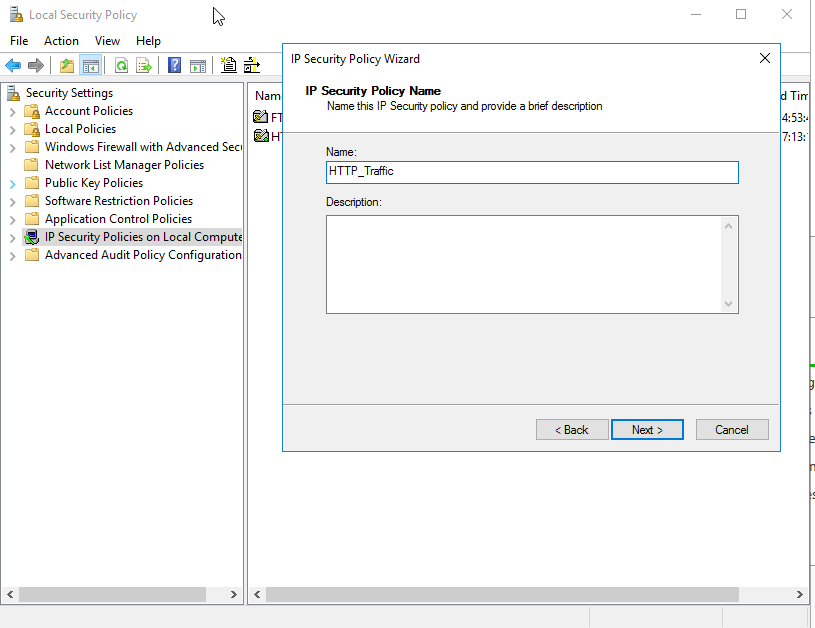 Local Security Policy
File Action View Help
Security Settings
Account Policies
Local Policies
Windows Firewall with Advanced Secu
Network List Manager Policies
Public Key Policies
Software Restriction Policies
Application Control Policies
IP Security Policies on Local Compute
Advanced Audit Policy Configuration
Nam
FT
HT
d Tim
4:53:4
7:13:
IP Security Policy Wizard
IP Security Policy Name
Name this IP Security policy and provide a brief description
Name:
HTTP_Traffic
Description:
< Back Next > Cancel